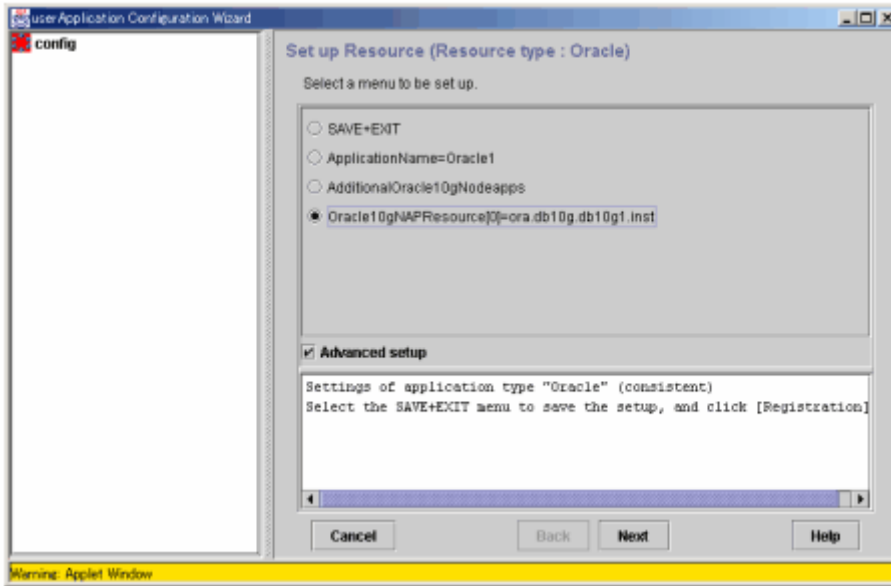 userApplication Configuration Wizard
config
Set up Resource (Resource type : Oracle)
Select a menu to be set up.
SAVE+EXIT
ApplicationName=Oracle1
AdditionalOracle10gNodeapps
Oracle10gNAPResource[0]=ora.db10g.db10g1.inst
Advanced setup
Settings of application type "Oracle" (consistent)
Select the SAVE+EXIT menu to save the setup, and click [Registration]
Cancel
Back
Next
Help
Warning: Applet Window